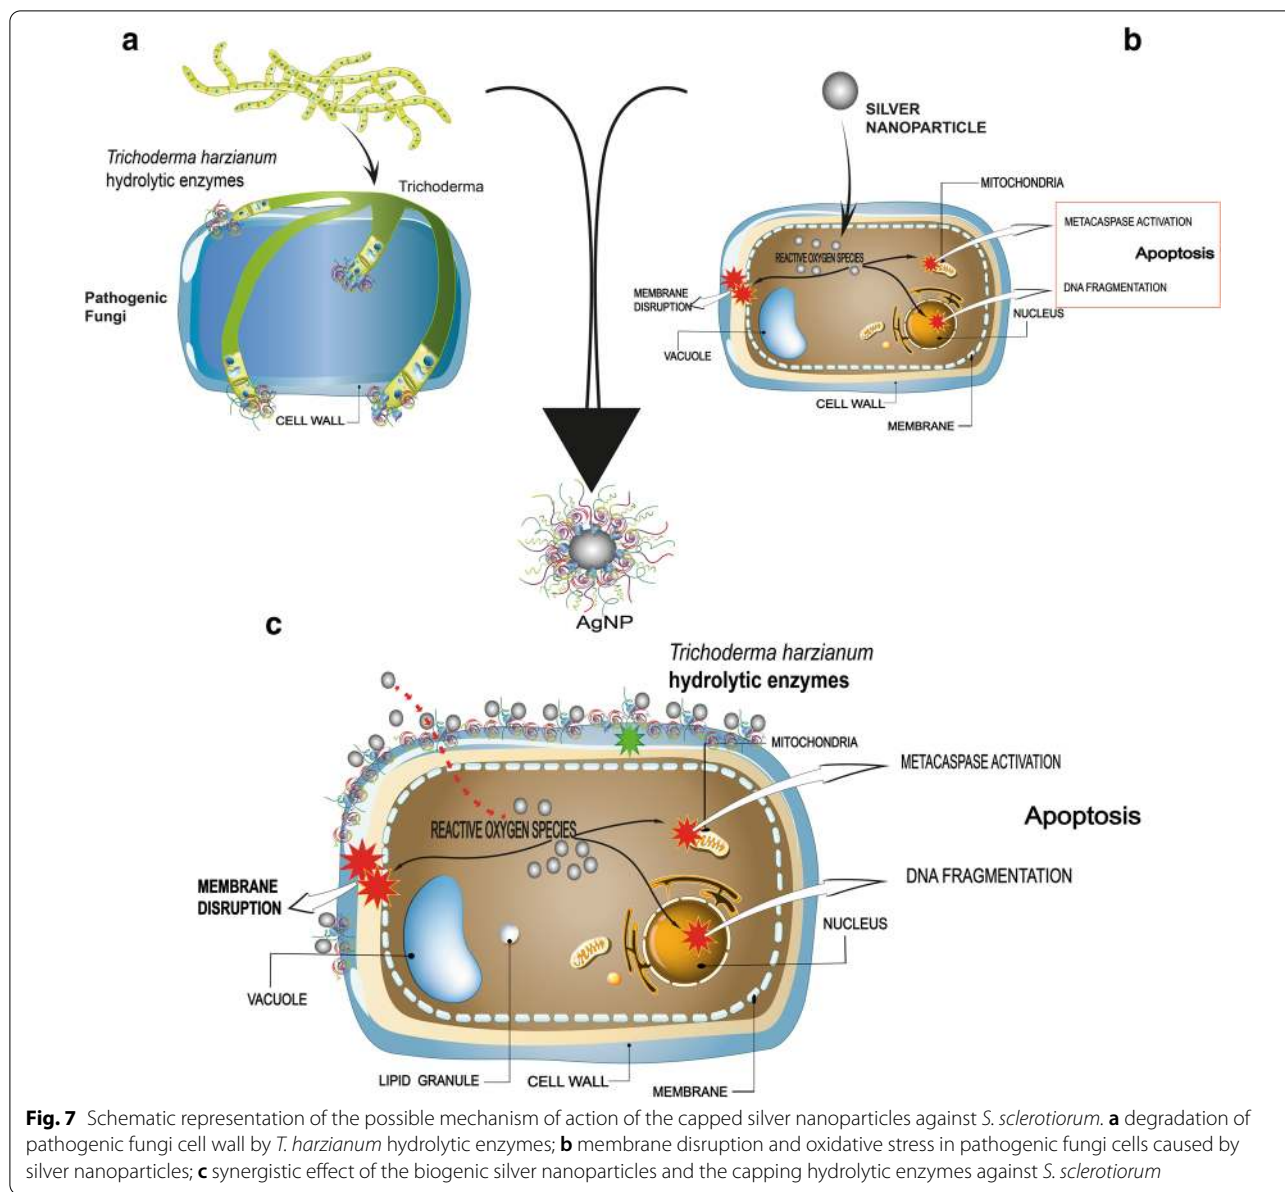 a
b
SILVER
NANOPARTICLE
Trichoderma harzianum
hydrolytic enzymes
Trichoderma
MITOCHONDRIA
METACASPASE ACTIVATION
Apoptosis
REACTIVE OXYGEN SPECIES
Pathogenic
Fungi
MEMBRANE
DISRUPTION
DNA FRAGMENTATION
NUCLEUS
VACUOLE
CELL WALL
CELL WALL
MEMBRANE
AgNP
c
Trichoderma harzianum
hydrolytic enzymes
MITOCHONDRIA
METACASPASE ACTIVATION
REACTIVE OXYGEN SPECIES
Apoptosis
MEMBRANE
DISRUPTION
DNA FRAGMENTATION
NUCLEUS
VACUOLE
LIPID GRANULE
CELL WALL
MEMBRANE
Fig. 7 Schematic representation of the possible mechanism of action of the capped silver nanoparticles against S. sclerotiorum. a degradation of
pathogenic fungi cell wall by T. harzianum hydrolytic enzymes; b membrane disruption and oxidative stress in pathogenic fungi cells caused by
silver nanoparticles; c synergistic effect of the biogenic silver nanoparticles and the capping hydrolytic enzymes against S. sclerotiorum